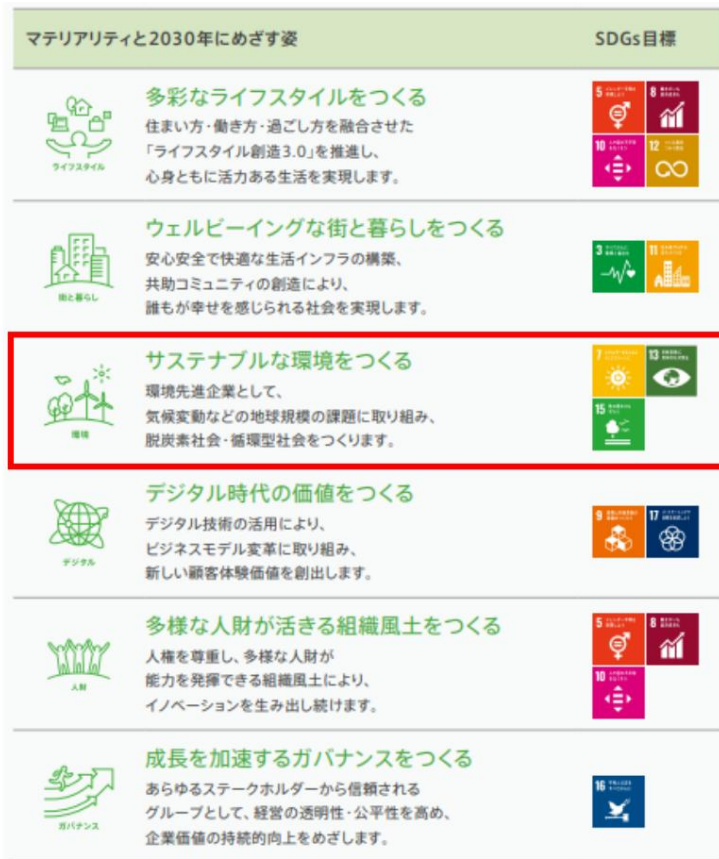 マテリアリティと2030年にめざす姿 SDGs目標
多彩なライフスタイルをつくる
住まい方・働き方・過ごし方を融合させた
「ライフスタイル創造3.0」を推進し、
心身ともに活力ある生活を実現します。
ライフスタイル
5 8
10 12
ウェルビーイングな街と暮らしをつくる
安心安全で快適な生活インフラの構築、
共助コミュニティの創造により、
誰もが幸せを感じられる社会を実現します。
街と暮らし
3 11
サステナブルな環境をつくる
環境先進企業として、
気候変動などの地球規模の課題に取り組み、
脱炭素社会・循環型社会をつくります。
環境
7 13
15
デジタル時代の価値をつくる
デジタル技術の活用により、
ビジネスモデル変革に取り組み、
新しい顧客体験価値を創出します。
デジタル
9 17
多様な人財が活きる組織風土をつくる
人権を尊重し、多様な人財が
能力を発揮できる組織風土により、
イノベーションを生み出し続けます。
人財
5 8
10
成長を加速するガバナンスをつくる
あらゆるステークホルダーから信頼される
グループとして、経営の透明性・公平性を高め、
企業価値の持続的向上をめざします。
ガバナンス
16